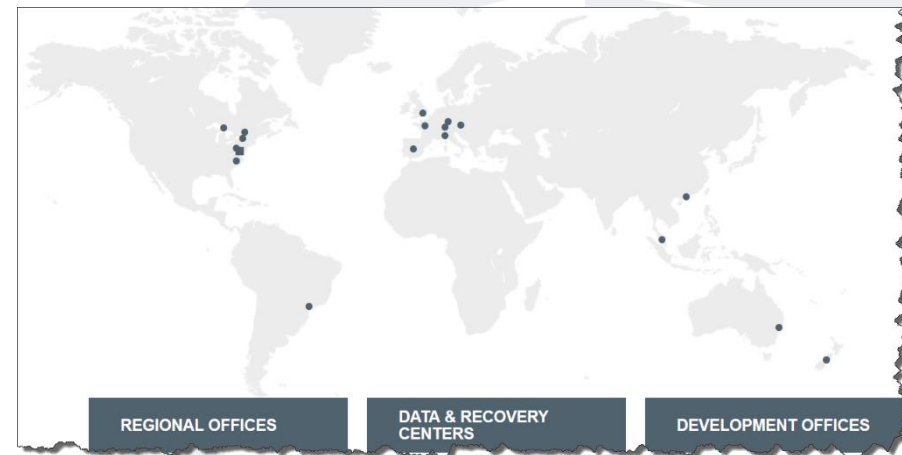 REGIONAL OFFICES
DATA & RECOVERY
CENTERS
DEVELOPMENT OFFICES